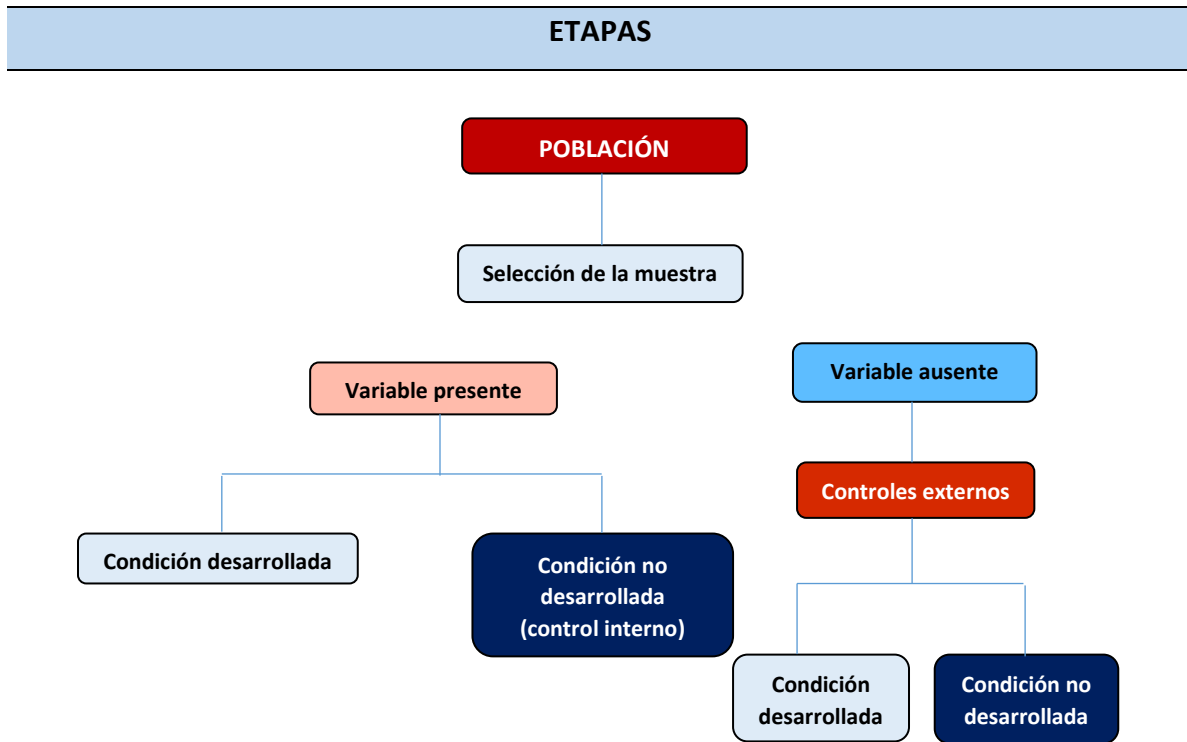 ETAPAS
POBLACIÓN
Selección de la muestra
Variable presente
Variable ausente
Controles externos
Condición desarrollada
Condición no
desarrollada
(control interno)
Condición
desarrollada
Condición no
desarrollada